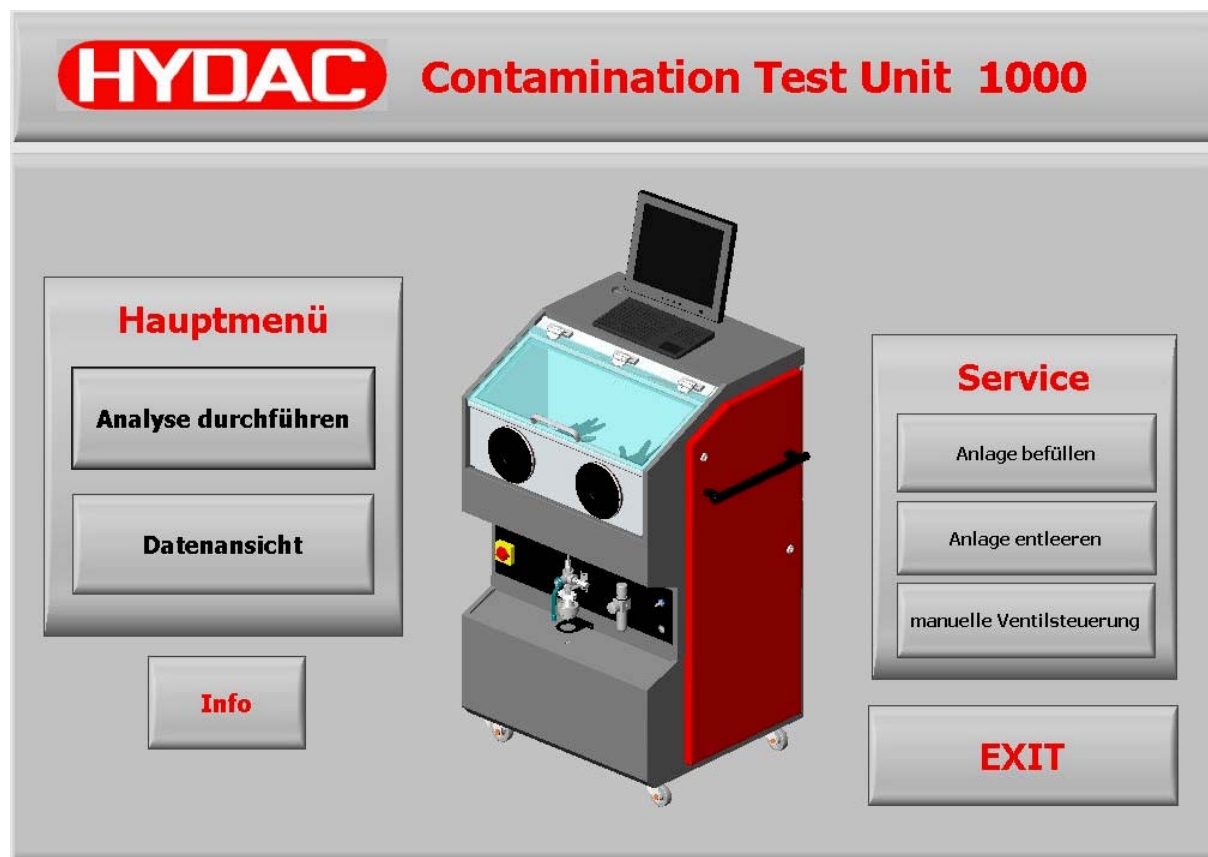 HYDAC Contamination Test Unit 1000
Hauptmenü
Analyse durchführen
Datenansicht
Info
Service
Anlage befüllen
Anlage entleeren
manuelle Ventilsteuerung
EXIT